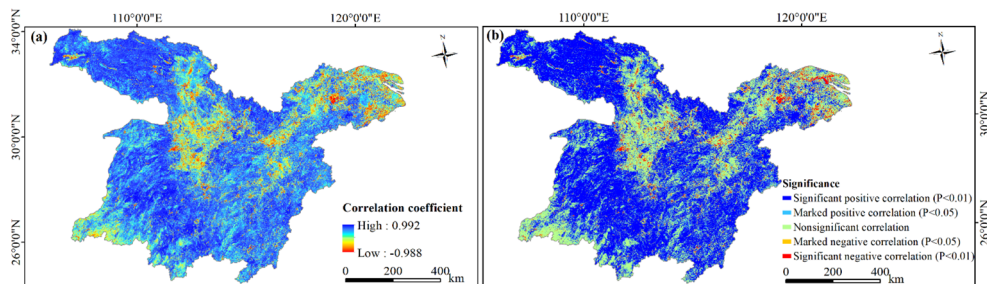 110°0'0"E
120°0'0"E
34°0'0"N
30°0'0"N
26°0'0"N
(a)
N
Correlation coefficient
High : 0.992
Low : -0.988
0
200
400
km
110°0'0"E
120°0'0"E
(b)
N
30°0'0"N
26°0'0"N
Significance
Significant positive correlation (P<0.01)
Marked positive correlation (P<0.05)
Nonsignificant correlation
Marked negative correlation (P<0.05)
Significant negative correlation (P<0.01)
0
200
400
km